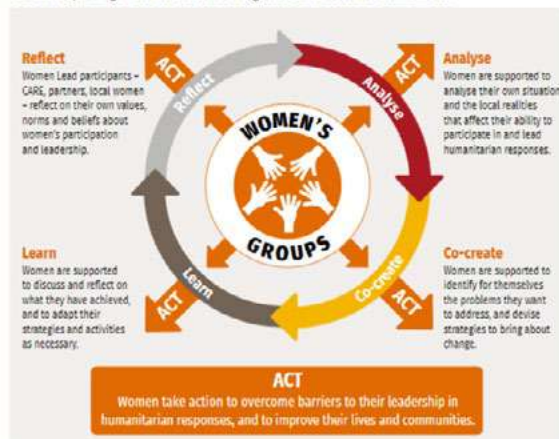 Reflect
Women Lead participants –
CARE, partners, local women
– reflect on their own values,
norms and beliefs about
women's participation
and leadership.
ACT
Reflect
Analyse
ACT
Analyse
Women are supported to
analyse their own situation
and the local realities
that affect their ability to
participate in and lead
humanitarian responses.
WOMEN'S
GROUPS
Learn
Women are supported
to discuss and reflect on
what they have achieved,
and to adapt their
strategies and activities
as necessary.
ACT
Learn
Co-create
ACT
Co-create
Women are supported to
identify for themselves
the problems they want
to address, and devise
strategies to bring about
change.
ACT
Women take action to overcome barriers to their leadership in
humanitarian responses, and to improve their lives and communities.